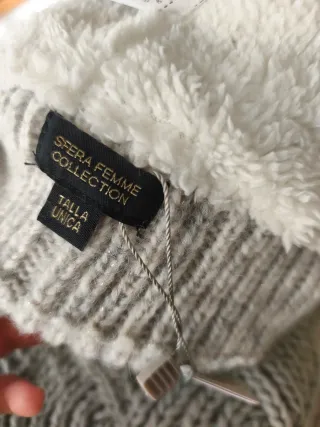 SFERA FEMME
COLLECTION
TALLA
ÚNICA